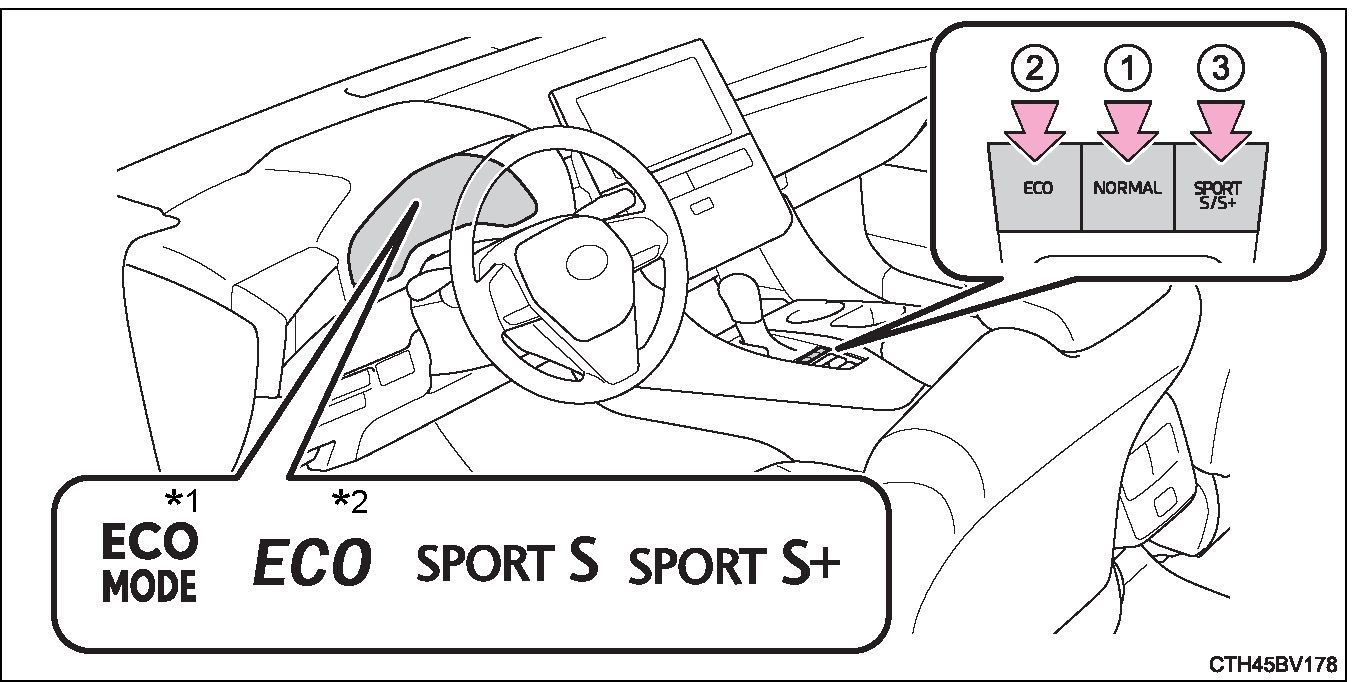 ② ① ③
ECO NORMAL SPORT
S/S+
*1 *2
ECO
MODE
ECO SPORT S SPORT S+
CTH45BV178